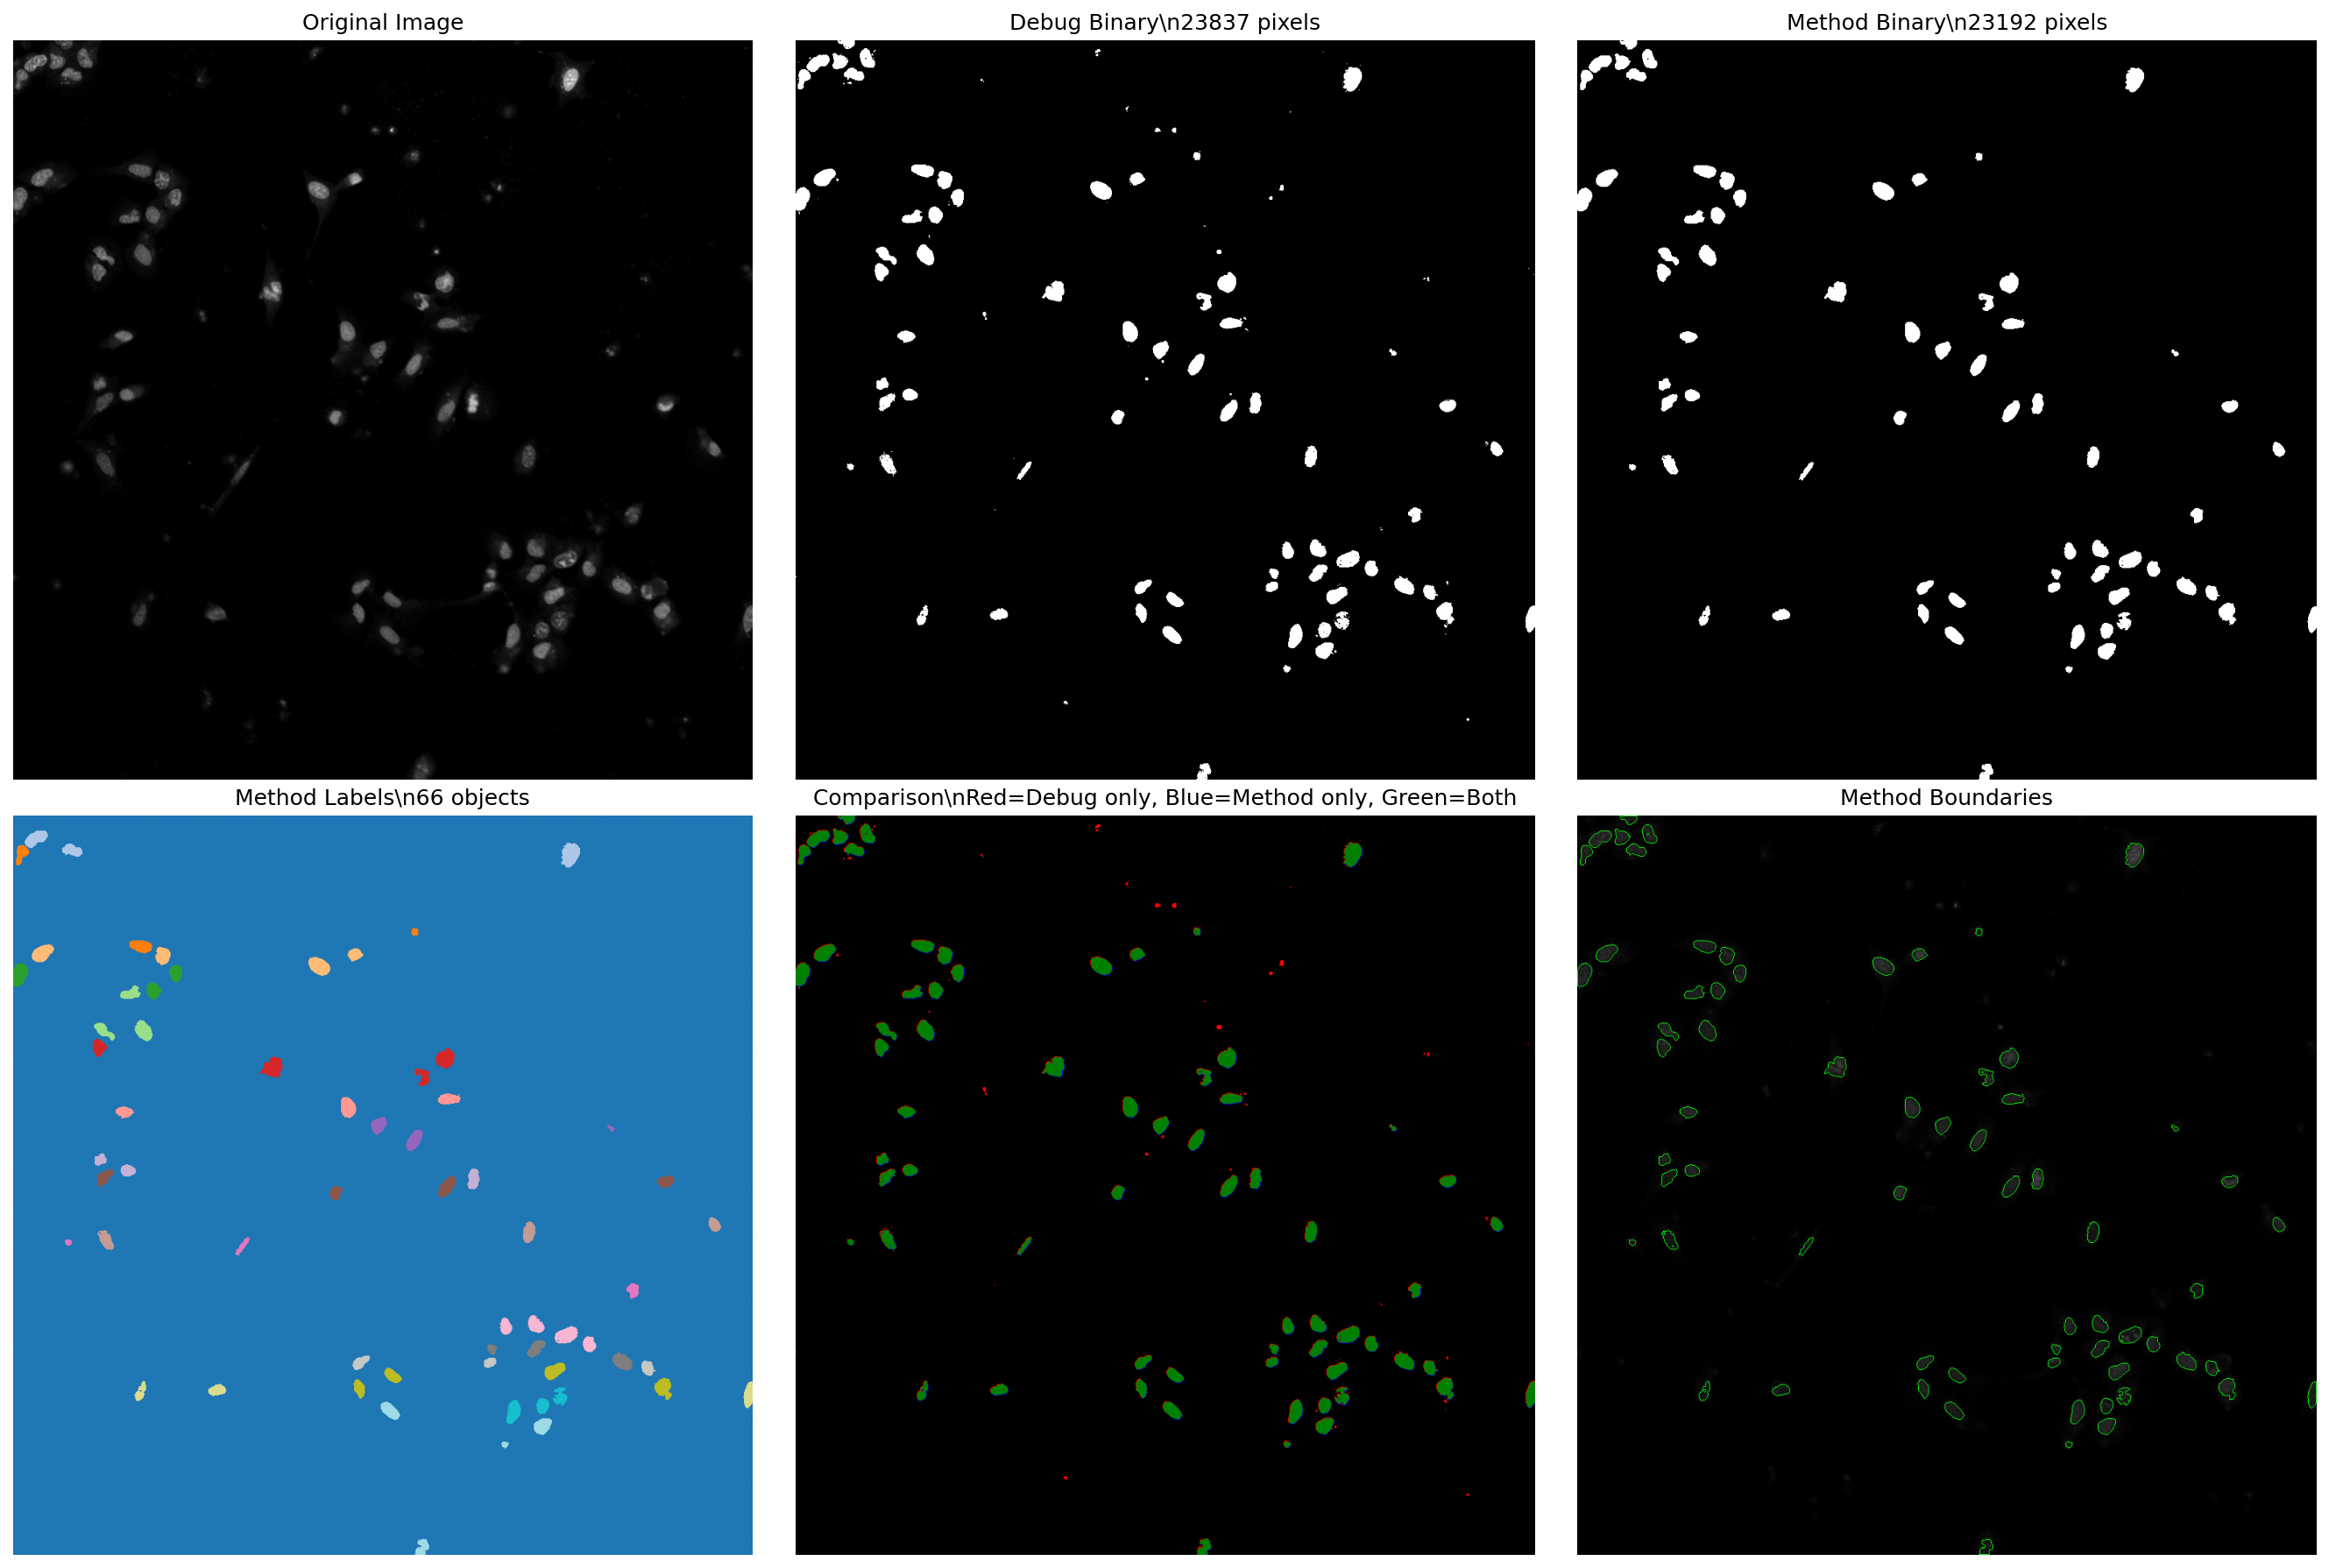 Original Image
Debug Binary\n23837 pixels
Method Binary\n23192 pixels
Method Labels\n66 objects
Comparison\nRed=Debug only, Blue=Method only, Green=Both
Method Boundaries